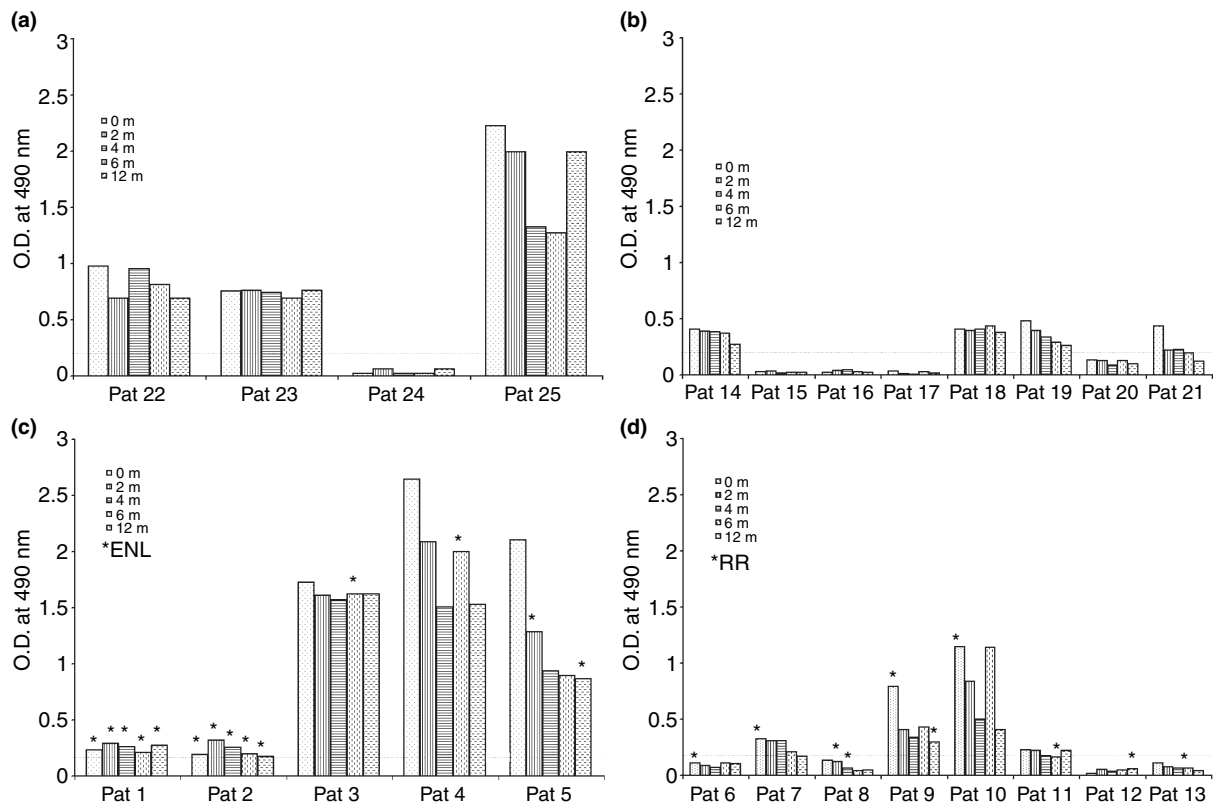 (a)
3
2.5
2
1.5
1
0.5
0
O.D. at 490 nm
0 m
2 m
4 m
6 m
12 m
Pat 22 Pat 23 Pat 24 Pat 25
(b)
3
2.5
2
1.5
1
0.5
0
O.D. at 490 nm
0 m
2 m
4 m
6 m
12 m
Pat 14 Pat 15 Pat 16 Pat 17 Pat 18 Pat 19 Pat 20 Pat 21
(c)
3
2.5
2
1.5
1
0.5
0
O.D. at 490 nm
0 m
2 m
4 m
6 m
12 m
*ENL
* * * * *
* * * * *
*
*
* *
Pat 1 Pat 2 Pat 3 Pat 4 Pat 5
(d)
3
2.5
2
1.5
1
0.5
0
O.D. at 490 nm
0 m
2 m
4 m
6 m
12 m
*RR
*
*
* *
* *
*
*
*
*
Pat 6 Pat 7 Pat 8 Pat 9 Pat 10 Pat 11 Pat 12 Pat 13